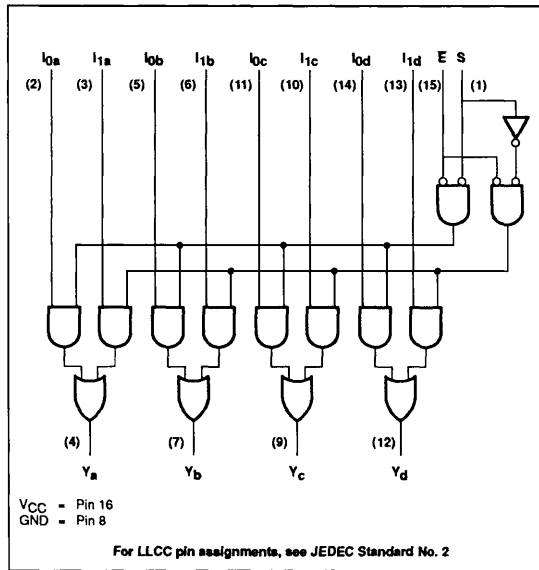 I0a I1a I0b I1b I0c I1c I0d I1d E S
(2) (3) (5) (6) (11) (10) (14) (13) (15) (1)
(4) (7) (9) (12)
Ya Yb Yc Yd
VCC = Pin 16
GND = Pin 8
For LLCC pin assignments, see JEDEC Standard No. 2